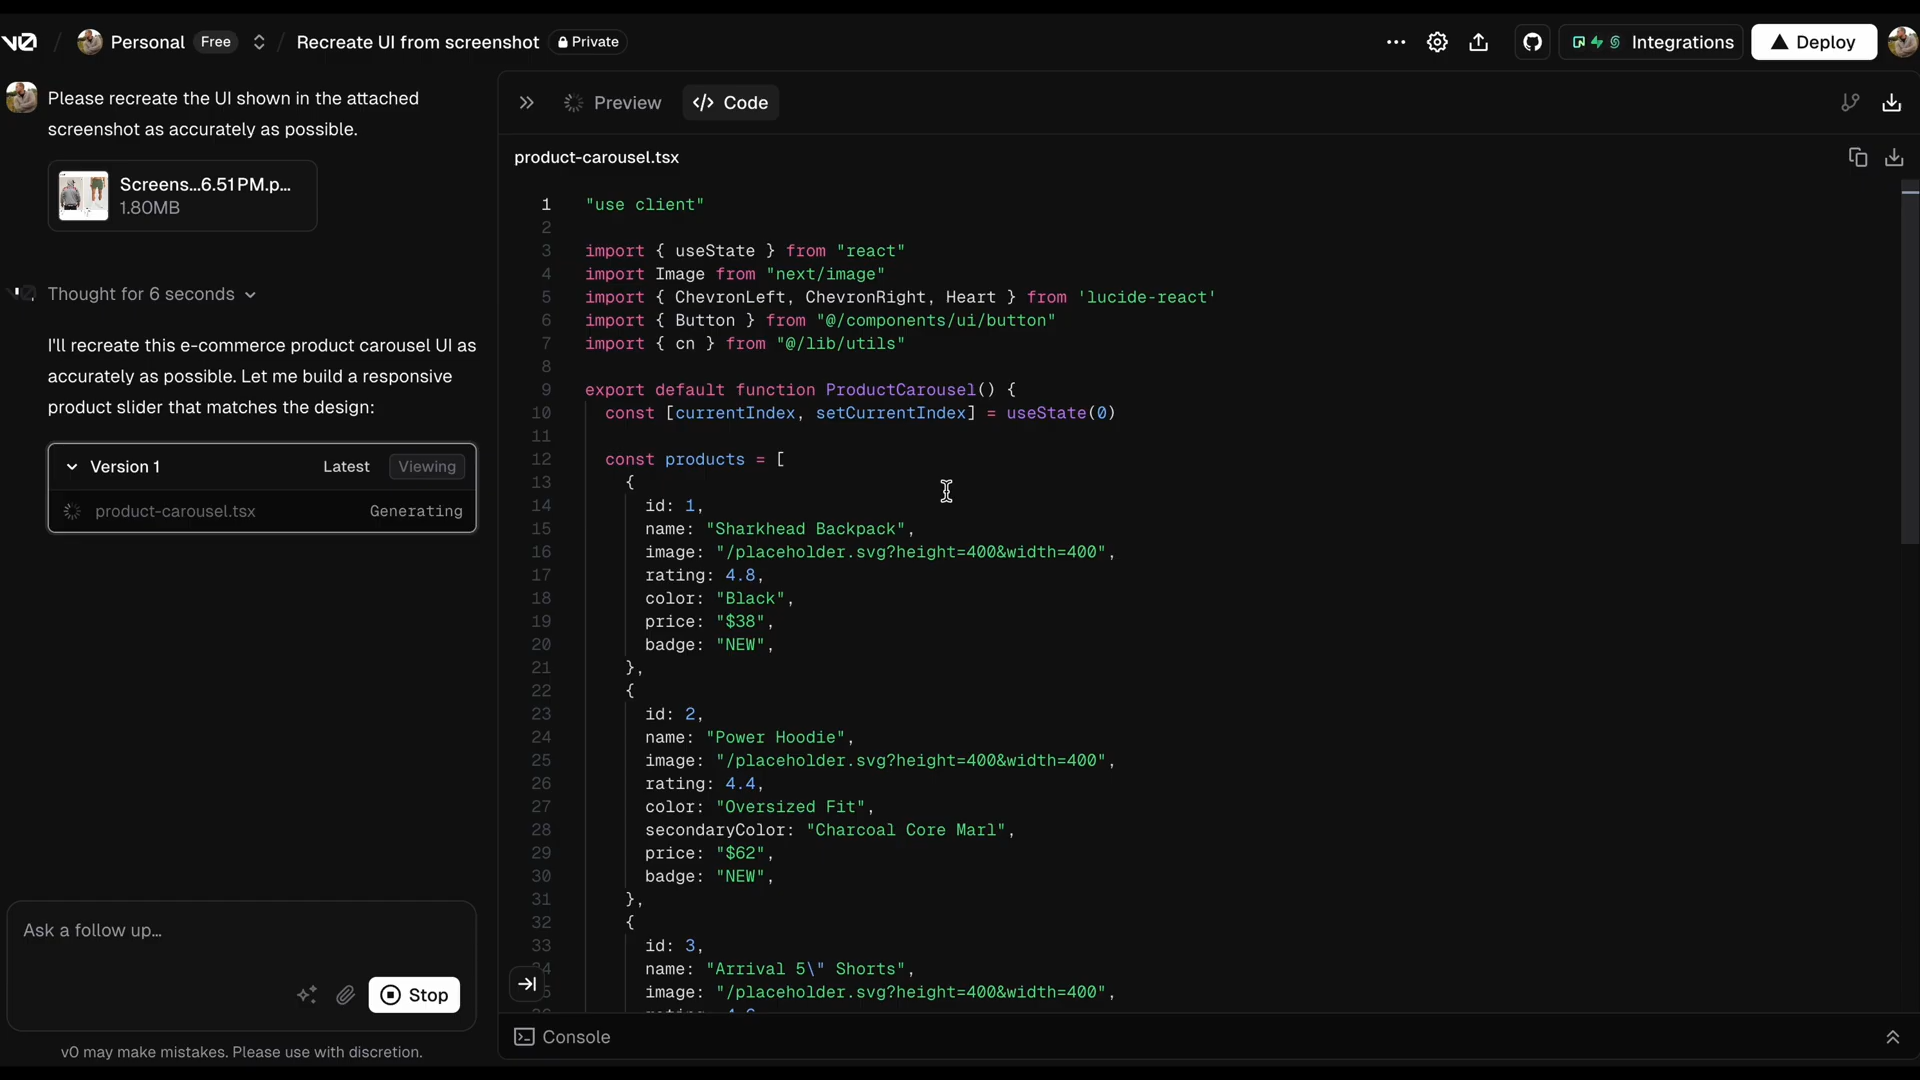 v0
Personal
Free
Recreate UI from screenshot
Private
Integrations
Deploy
Please recreate the UI shown in the attached
screenshot as accurately as possible.
Screens...6.51 PM.p...
1.80MB
Thought for 6 seconds
I'll recreate this e-commerce product carousel UI as
accurately as possible. Let me build a responsive
product slider that matches the design:
Version 1
Latest
Viewing
product-carousel.tsx
Generating
Ask a follow up...
Stop
v0 may make mistakes. Please use with discretion.
Preview
Code
product-carousel.tsx
1 "use client"
2
3 import { useState } from "react"
4 import Image from "next/image"
5 import { ChevronLeft, ChevronRight, Heart } from 'lucide-react'
6 import { Button } from "@/components/ui/button"
7 import { cn } from "@/lib/utils"
8
9 export default function ProductCarousel() {
10 const [currentIndex, setCurrentIndex] = useState(0)
11
12 const products = [
13 {
14 id: 1,
15 name: "Sharkhead Backpack",
16 image: "/placeholder.svg?height=400&width=400",
17 rating: 4.8,
18 color: "Black",
19 price: "$38",
20 badge: "NEW",
21 },
22 {
23 id: 2,
24 name: "Power Hoodie",
25 image: "/placeholder.svg?height=400&width=400",
26 rating: 4.4,
27 color: "Oversized Fit",
28 secondaryColor: "Charcoal Core Marl",
29 price: "$62",
30 badge: "NEW",
31 },
32 {
33 id: 3,
name: "Arrival 5\" Shorts",
image: "/placeholder.svg?height=400&width=400",
Console